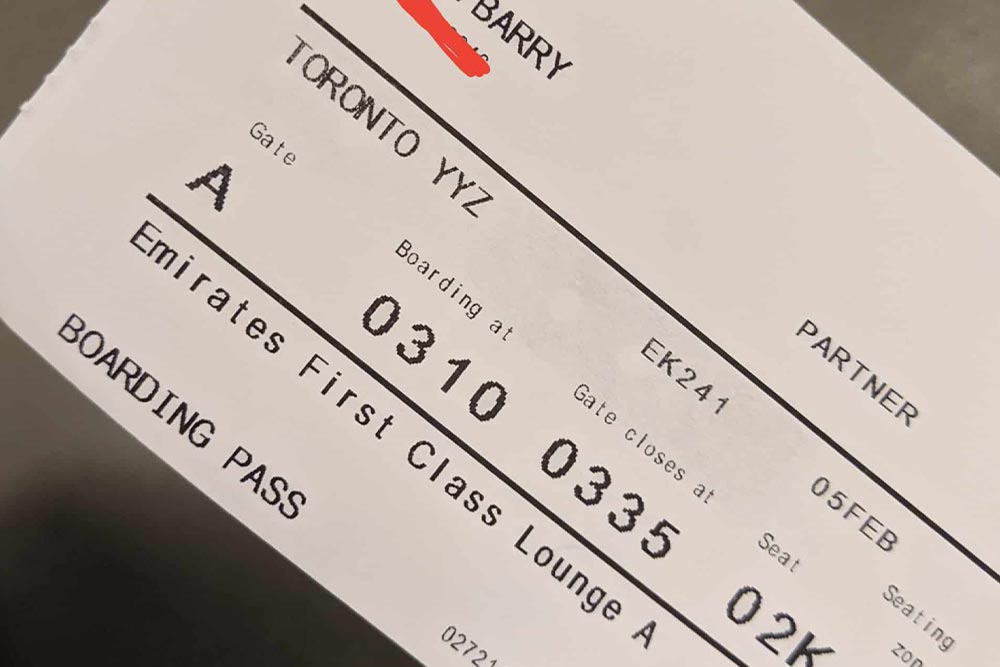 BARRY
TORONTO YYZ EK241 05FEB
PARTNER
Gate Boarding at Gate closes at Seat Seating
A 0310 0335 02K
Emirates First Class Lounge A
BOARDING PASS 02721